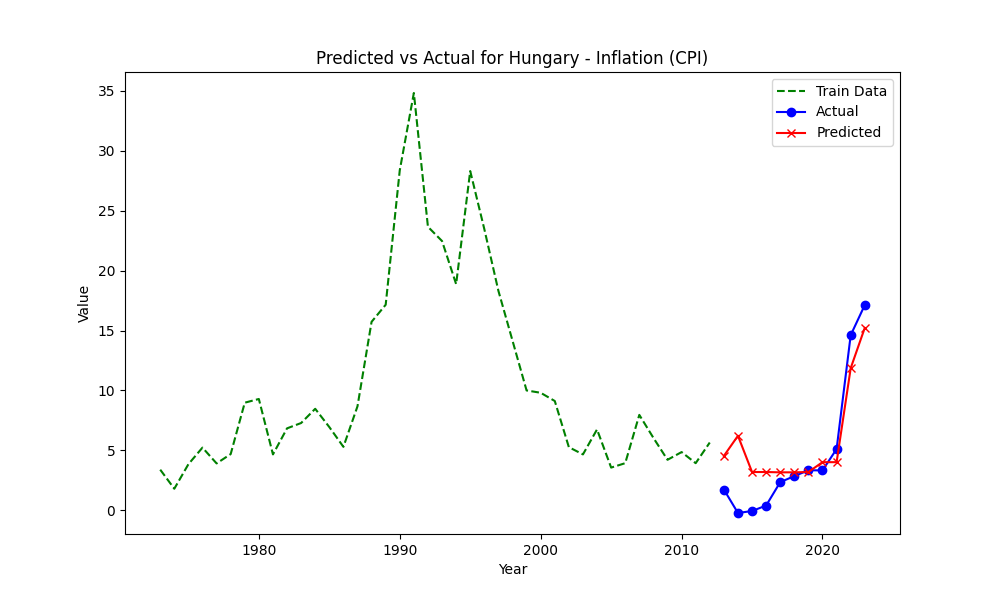 Predicted vs Actual for Hungary - Inflation (CPI)
Train Data
Actual
Predicted
Value
35
30
25
20
15
10
5
0
1980 1990 2000 2010 2020
Year